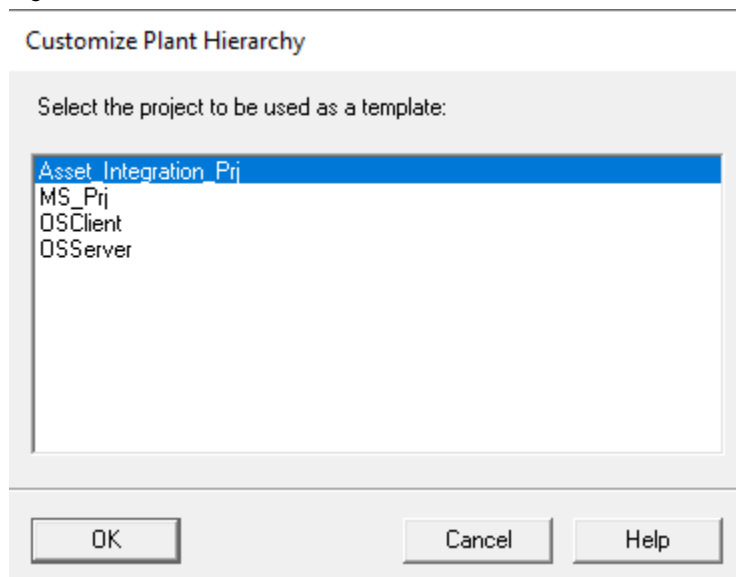 Customize Plant Hierarchy
Select the project to be used as a template:
Asset_Integration_Prj
MS_Prj
OSClient
OSServer
OK
Cancel
Help